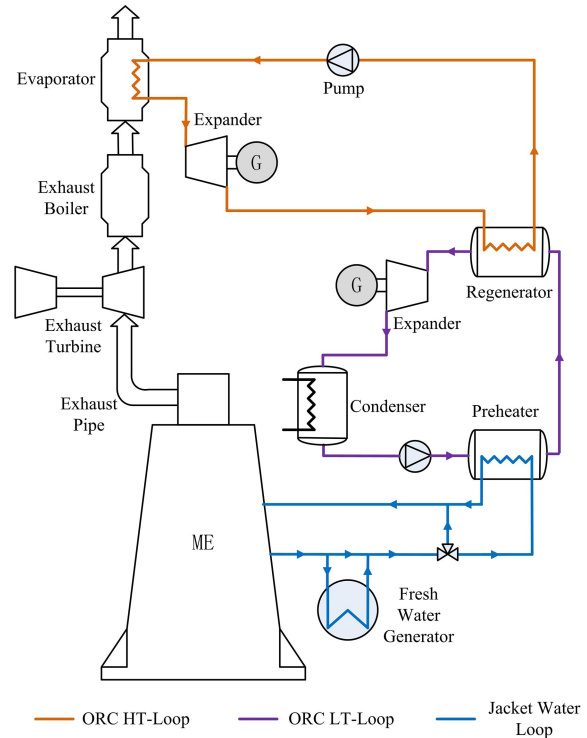 Evaporator
Pump
Expander
G
Exhaust
Boiler
G
Regenerator
Exhaust
Turbine
Expander
Exhaust
Pipe
Condenser
Preheater
ME
Fresh
Water
Generator
ORC HT-Loop
ORC LT-Loop
Jacket Water
Loop